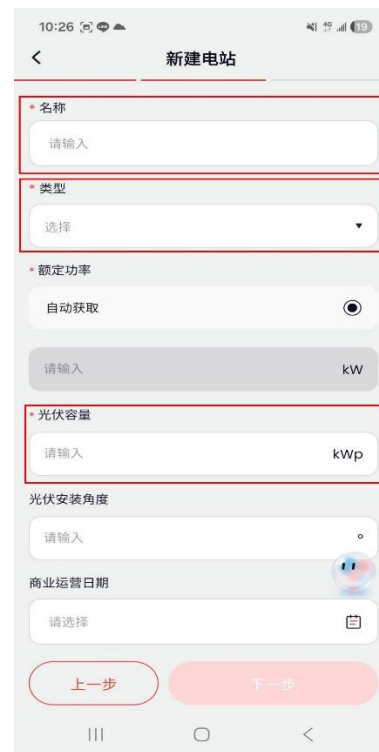 10:26
4G
19
新建电站
* 名称
请输入
* 类型
选择
* 额定功率
自动获取
请输入 kW
* 光伏容量
请输入 kWp
光伏安装角度
请输入 °
商业运营日期
请选择
上一步 下一步